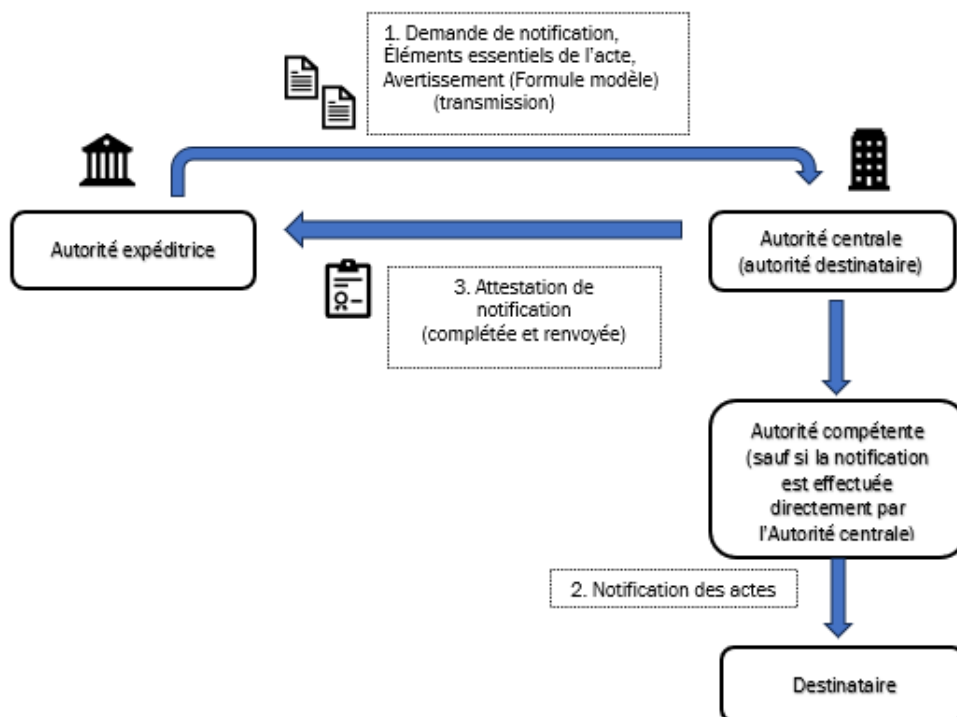 1. Demande de notification,
Éléments essentiels de l'acte,
Avertissement (Formule modèle)
(transmission)
Autorité expéditrice
Autorité centrale
(autorité destinataire)
3. Attestation de
notification
(complétée et renvoyée)
Autorité compétente
(sauf si la notification
est effectuée
directement par
l'Autorité centrale)
2. Notification des actes
Destinataire